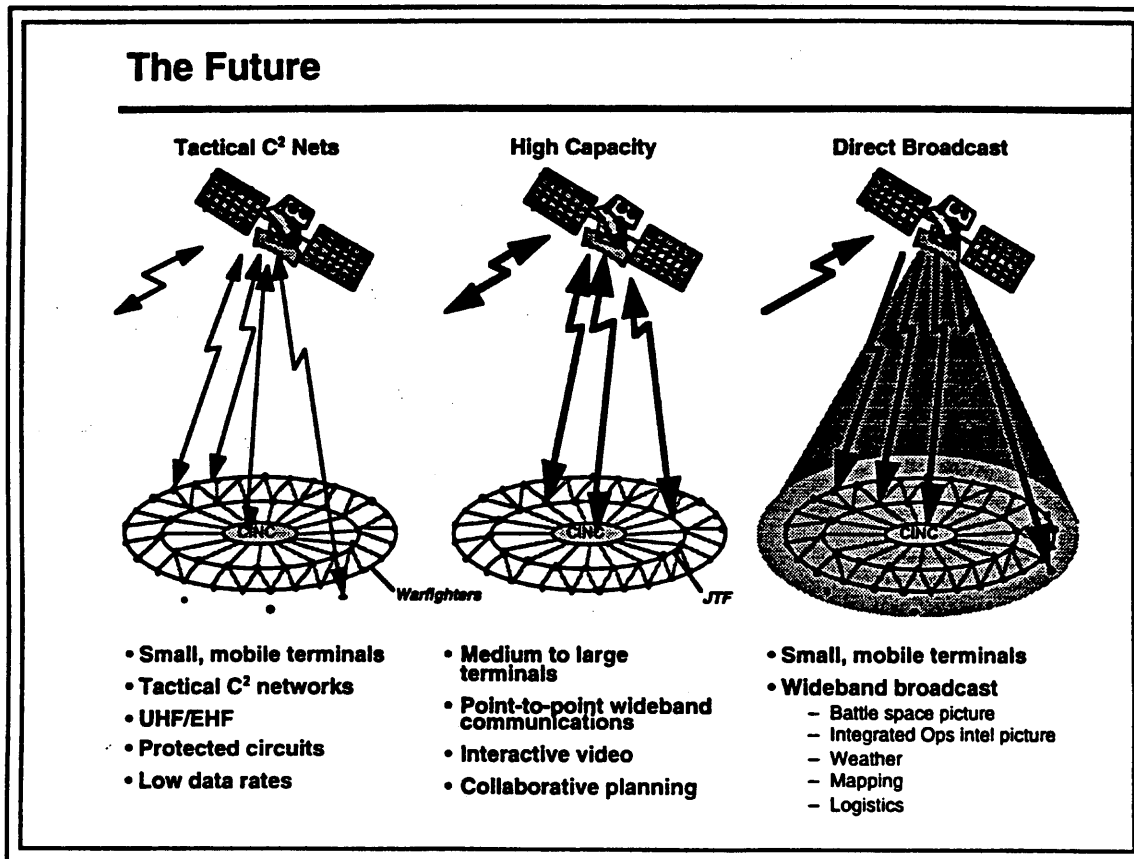 The Future
Tactical C² Nets
CINC
Warfighters
• Small, mobile terminals
• Tactical C² networks
• UHF/EHF
• Protected circuits
• Low data rates
High Capacity
CINC
JTF
• Medium to large
terminals
• Point-to-point wideband
communications
• Interactive video
• Collaborative planning
Direct Broadcast
CINC
• Small, mobile terminals
• Wideband broadcast
– Battle space picture
– Integrated Ops intel picture
– Weather
– Mapping
– Logistics